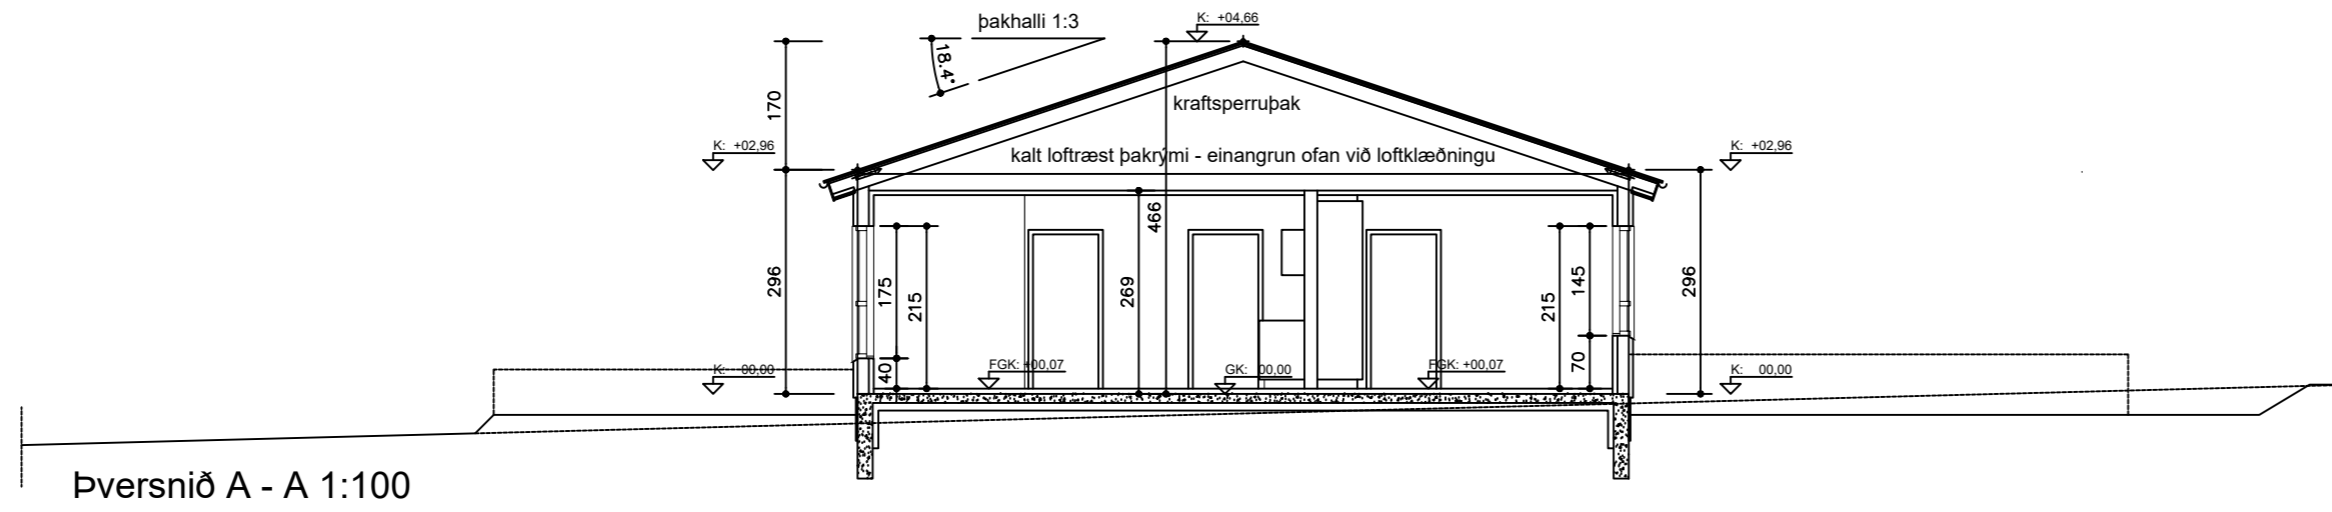 þakhalli 1:3
K: +04,66
18.4°
170
kraftsperruþak
K: +02,96
K: +02,96
kalt loftræst þakrými - einangrun ofan við loftklæðningu
466
296
175
215
269
215
145
296
K: 00,00
40
FGK: +00,07
GK: 00,00
FGK: +00,07
70
K: 00,00
Þversnið A - A 1:100